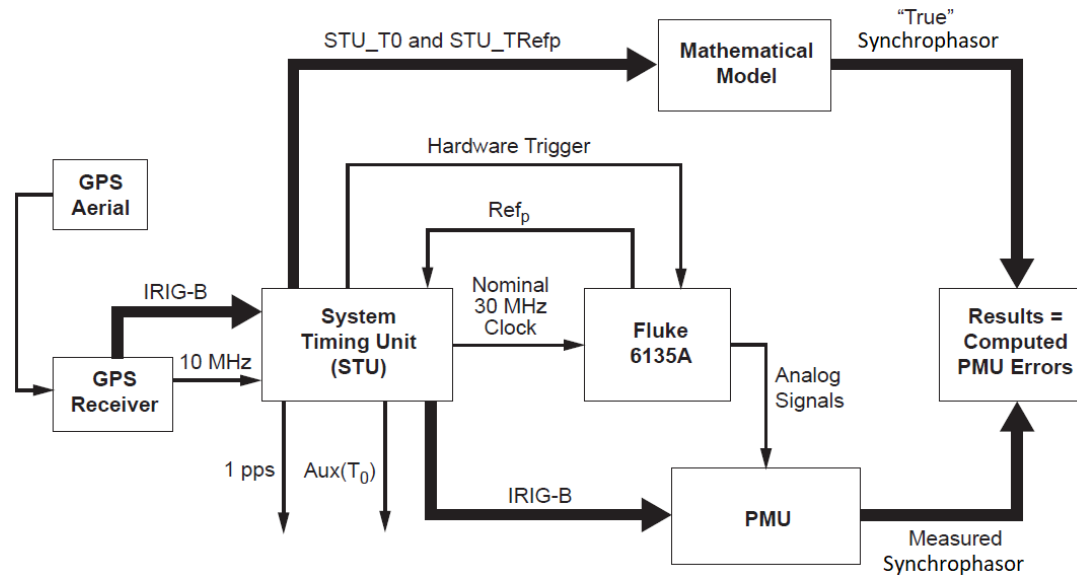 STU_T0 and STU_TRefp
Mathematical
Model
“True”
Synchrophasor
Hardware Trigger
GPS
Aerial
Refp
IRIG-B
System
Timing Unit
(STU)
Nominal
30 MHz
Clock
Fluke
6135A
Results =
Computed
PMU Errors
10 MHz
GPS
Receiver
Analog
Signals
1 pps
Aux(T0)
IRIG-B
PMU
Measured
Synchrophasor